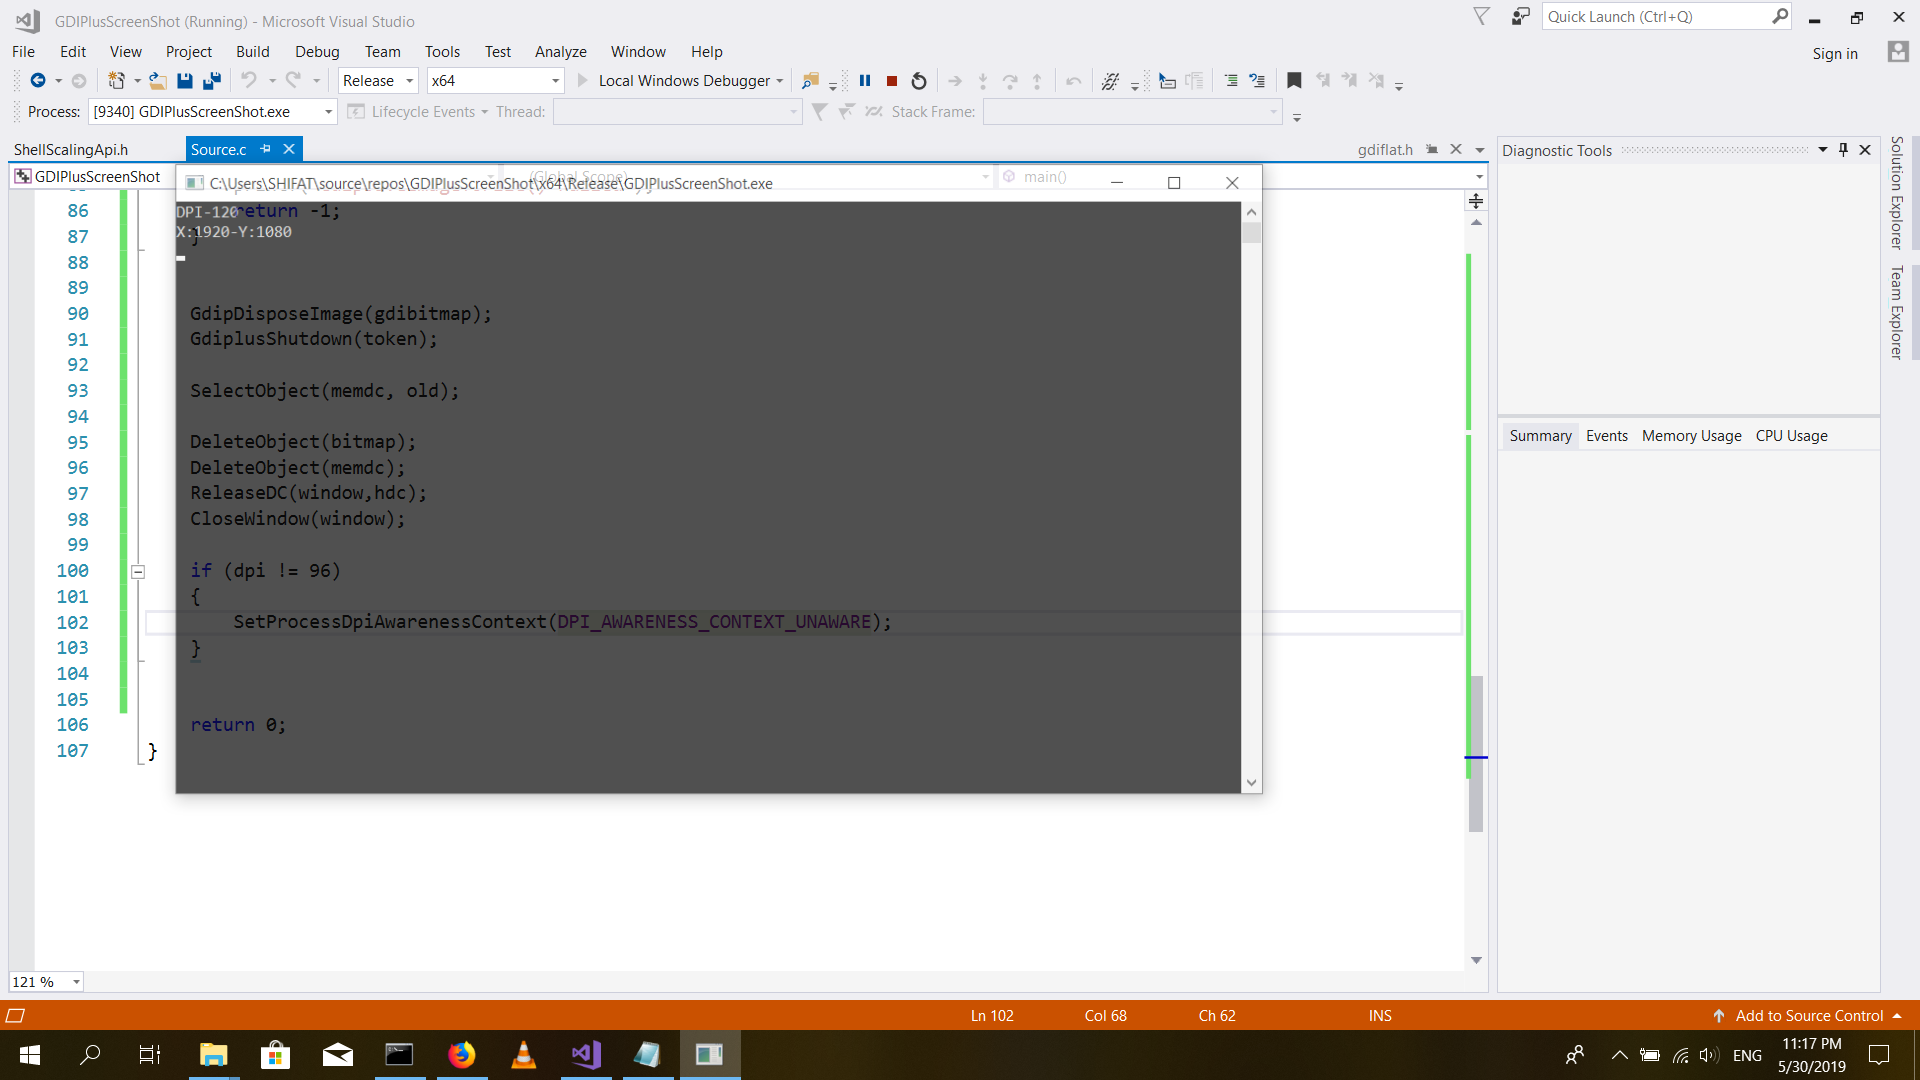 GDIPlusScreenShot (Running) - Microsoft Visual Studio
Quick Launch (Ctrl+Q)
File Edit View Project Build Debug Team Tools Test Analyze Window Help
Sign in
Release x64 Local Windows Debugger
Process: [9340] GDIPlusScreenShot.exe Lifecycle Events Thread: Stack Frame:
ShellScalingApi.h Source.c gdiflat.h
Diagnostic Tools
GDIPlusScreenShot (Global Scope) main()
C:\Users\SHIFAT\source\repos\GDIPlusScreenShot\x64\Release\GDIPlusScreenShot.exe
DPI-120
X:1920-Y:1080
86 return -1;
87 }
88
89
90 GdipDisposeImage(gdibitmap);
91 GdiplusShutdown(token);
92
93 SelectObject(memdc, old);
94
95 DeleteObject(bitmap);
96 DeleteObject(memdc);
97 ReleaseDC(window,hdc);
98 CloseWindow(window);
99
100 if (dpi != 96)
101 {
102 SetProcessDpiAwarenessContext(DPI_AWARENESS_CONTEXT_UNAWARE);
103 }
104
105
106 return 0;
107 }
Summary Events Memory Usage CPU Usage
Solution Explorer
Team Explorer
121 %
Ln 102 Col 68 Ch 62 INS Add to Source Control
ENG
11:17 PM
5/30/2019